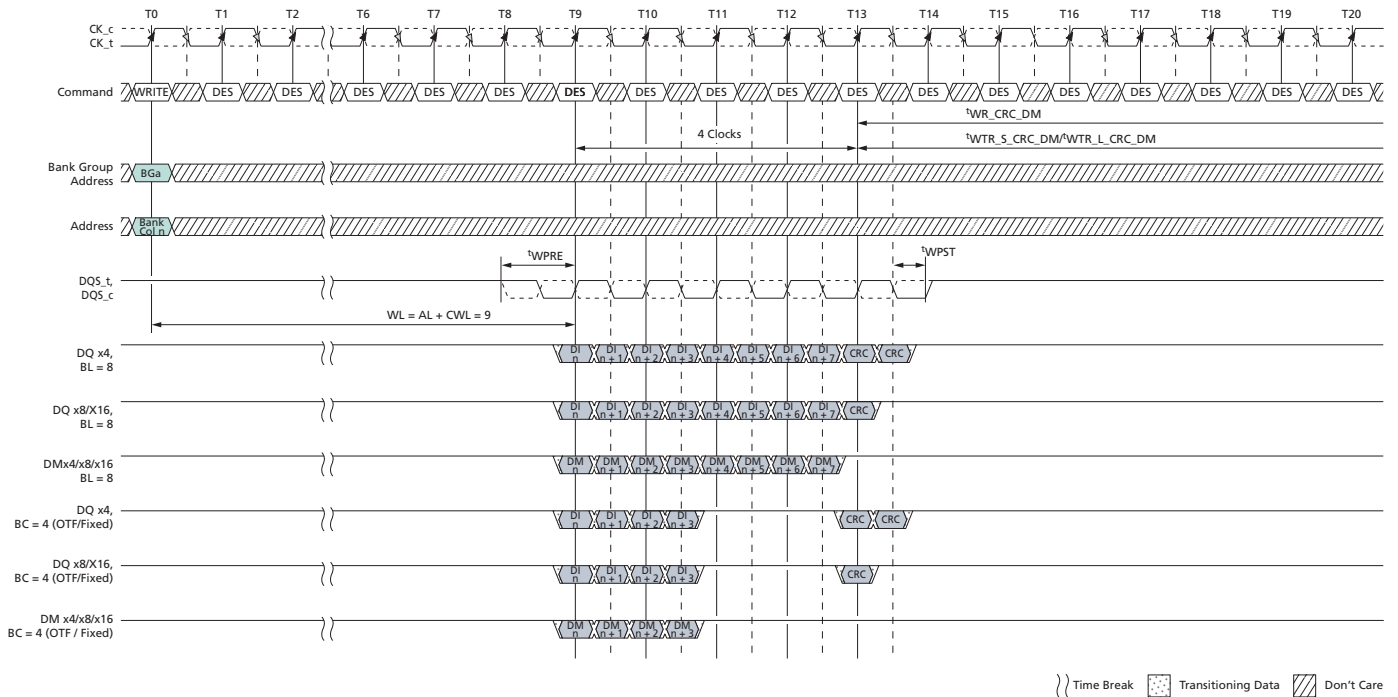 T0 T1 T2 T6 T7 T8 T9 T10 T11 T12 T13 T14 T15 T16 T17 T18 T19 T20
CK_c
CK_t
Command WRITE DES DES DES DES DES DES DES DES DES DES DES DES DES DES DES DES DES
tWR_CRC_DM
4 Clocks
tWTR_S_CRC_DM/tWTR_L_CRC_DM
Bank Group
Address
BGa
Address
Bank
Col n
tWPRE
tWPST
DQS_t,
DQS_c
WL = AL + CWL = 9
DQ x4,
BL = 8
DI n DI n + 1 DI n + 2 DI n + 3 DI n + 4 DI n + 5 DI n + 6 DI n + 7 CRC CRC
DQ x8/X16,
BL = 8
DI n DI n + 1 DI n + 2 DI n + 3 DI n + 4 DI n + 5 DI n + 6 DI n + 7 CRC
DMx4/x8/x16
BL = 8
DM n DM n + 1 DM n + 2 DM n + 3 DM n + 4 DM n + 5 DM n + 6 DM n + 7
DQ x4,
BC = 4 (OTF/Fixed)
DI n DI n + 1 DI n + 2 DI n + 3 CRC CRC
DQ x8/X16,
BC = 4 (OTF/Fixed)
DI n DI n + 1 DI n + 2 DI n + 3 CRC
DM x4/x8/x16
BC = 4 (OTF / Fixed)
DM n DM n + 1 DM n + 2 DM n + 3
Time Break Transitioning Data Don't Care